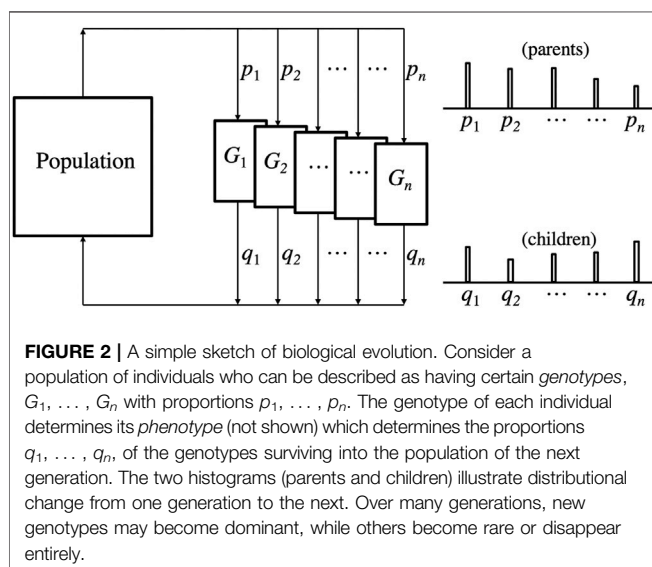 (parents)
p₁ p₂ ⋯ ⋯ pₙ
p₁ p₂ ⋯ ⋯ pₙ
Population
G₁ G₂ ⋯ ⋯ Gₙ
(children)
q₁ q₂ ⋯ ⋯ qₙ
q₁ q₂ ⋯ ⋯ qₙ
FIGURE 2 | A simple sketch of biological evolution. Consider a
population of individuals who can be described as having certain genotypes,
G₁, . . . , Gₙ with proportions p₁, . . . , pₙ. The genotype of each individual
determines its phenotype (not shown) which determines the proportions
q₁, . . . , qₙ, of the genotypes surviving into the population of the next
generation. The two histograms (parents and children) illustrate distributional
change from one generation to the next. Over many generations, new
genotypes may become dominant, while others become rare or disappear
entirely.